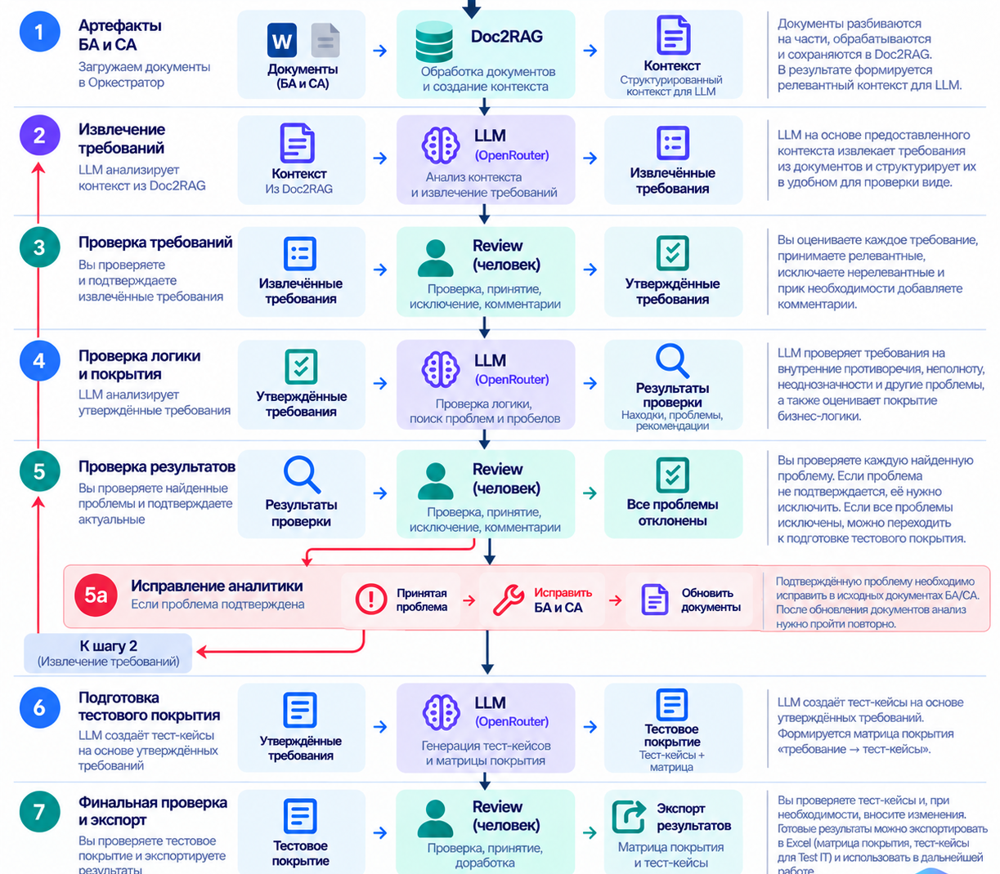 1
Артефакты
БА и СА
Загружаем документы
в Оркестратор
W
Документы
(БА и СА)
Doc2RAG
Обработка документов
и создание контекста
Контекст
Структурированный
контекст для LLM
Документы разбиваются
на части, обрабатываются
и сохраняются в Doc2RAG.
В результате формируется
релевантный контекст для LLM.
2
Извлечение
требований
LLM анализирует
контекст из Doc2RAG
Контекст
Из Doc2RAG
LLM
(OpenRouter)
Анализ контекста
и извлечение требований
Извлечённые
требования
LLM на основе предоставленного
контекста извлекает требования
из документов и структурирует их
в удобном для проверки виде.
3
Проверка требований
Вы проверяете
и подтверждаете
извлечённые требования
Извлечённые
требования
Review
(человек)
Проверка, принятие,
исключение, комментарии
Утверждённые
требования
Вы оцениваете каждое требование,
принимаете релевантные,
исключаете нерелевантные и
прик необходимости добавляете
комментарии.
4
Проверка логики
и покрытия
LLM анализирует
утверждённые требования
Утверждённые
требования
LLM
(OpenRouter)
Проверка логики,
поиск проблем и пробелов
Результаты
проверки
Находки, проблемы,
рекомендации
LLM проверяет требования на
внутренние противоречия, неполноту,
неоднозначности и другие проблемы,
а также оценивает покрытие
бизнес-логики.
5
Проверка результатов
Вы проверяете найденные
проблемы и подтверждаете
актуальные
Результаты
проверки
Review
(человек)
Проверка, принятие,
исключение, комментарии
Все проблемы
отклонены
Вы проверяете каждую найденную
проблему. Если проблема
не подтверждается, её нужно
исключить. Если все проблемы
исключены, можно переходить
к подготовке тестового покрытия.
5а
Исправление аналитики
Если проблема подтверждена
Принятая
проблема
Исправить
БА и СА
Обновить
документы
Подтверждённую проблему необходимо
исправить в исходных документах БА/СА.
После обновления документов анализ
нужно пройти повторно.
К шагу 2
(Извлечение требований)
6
Подготовка
тестового покрытия
LLM создаёт тест-кейсы
на основе утверждённых
требований
Утверждённые
требования
LLM
(OpenRouter)
Генерация тест-кейсов
и матрицы покрытия
Тестовое
покрытие
Тест-кейсы +
матрица
LLM создаёт тест-кейсы на основе
утверждённых требований.
Формируется матрица покрытия
«требование → тест-кейсы».
7
Финальная проверка
и экспорт
Вы проверяете тестовое
покрытие и экспортируете
результаты
Тестовое
покрытие
Review
(человек)
Проверка, принятие,
доработка
Экспорт
результатов
Матрица покрытия
и тест-кейсы
Вы проверяете тест-кейсы и, при
необходимости, вносите изменения.
Готовые результаты можно экспортировать
в Excel (матрица покрытия, тест-кейсы
для Test IT) и использовать в дальнейшей
работе